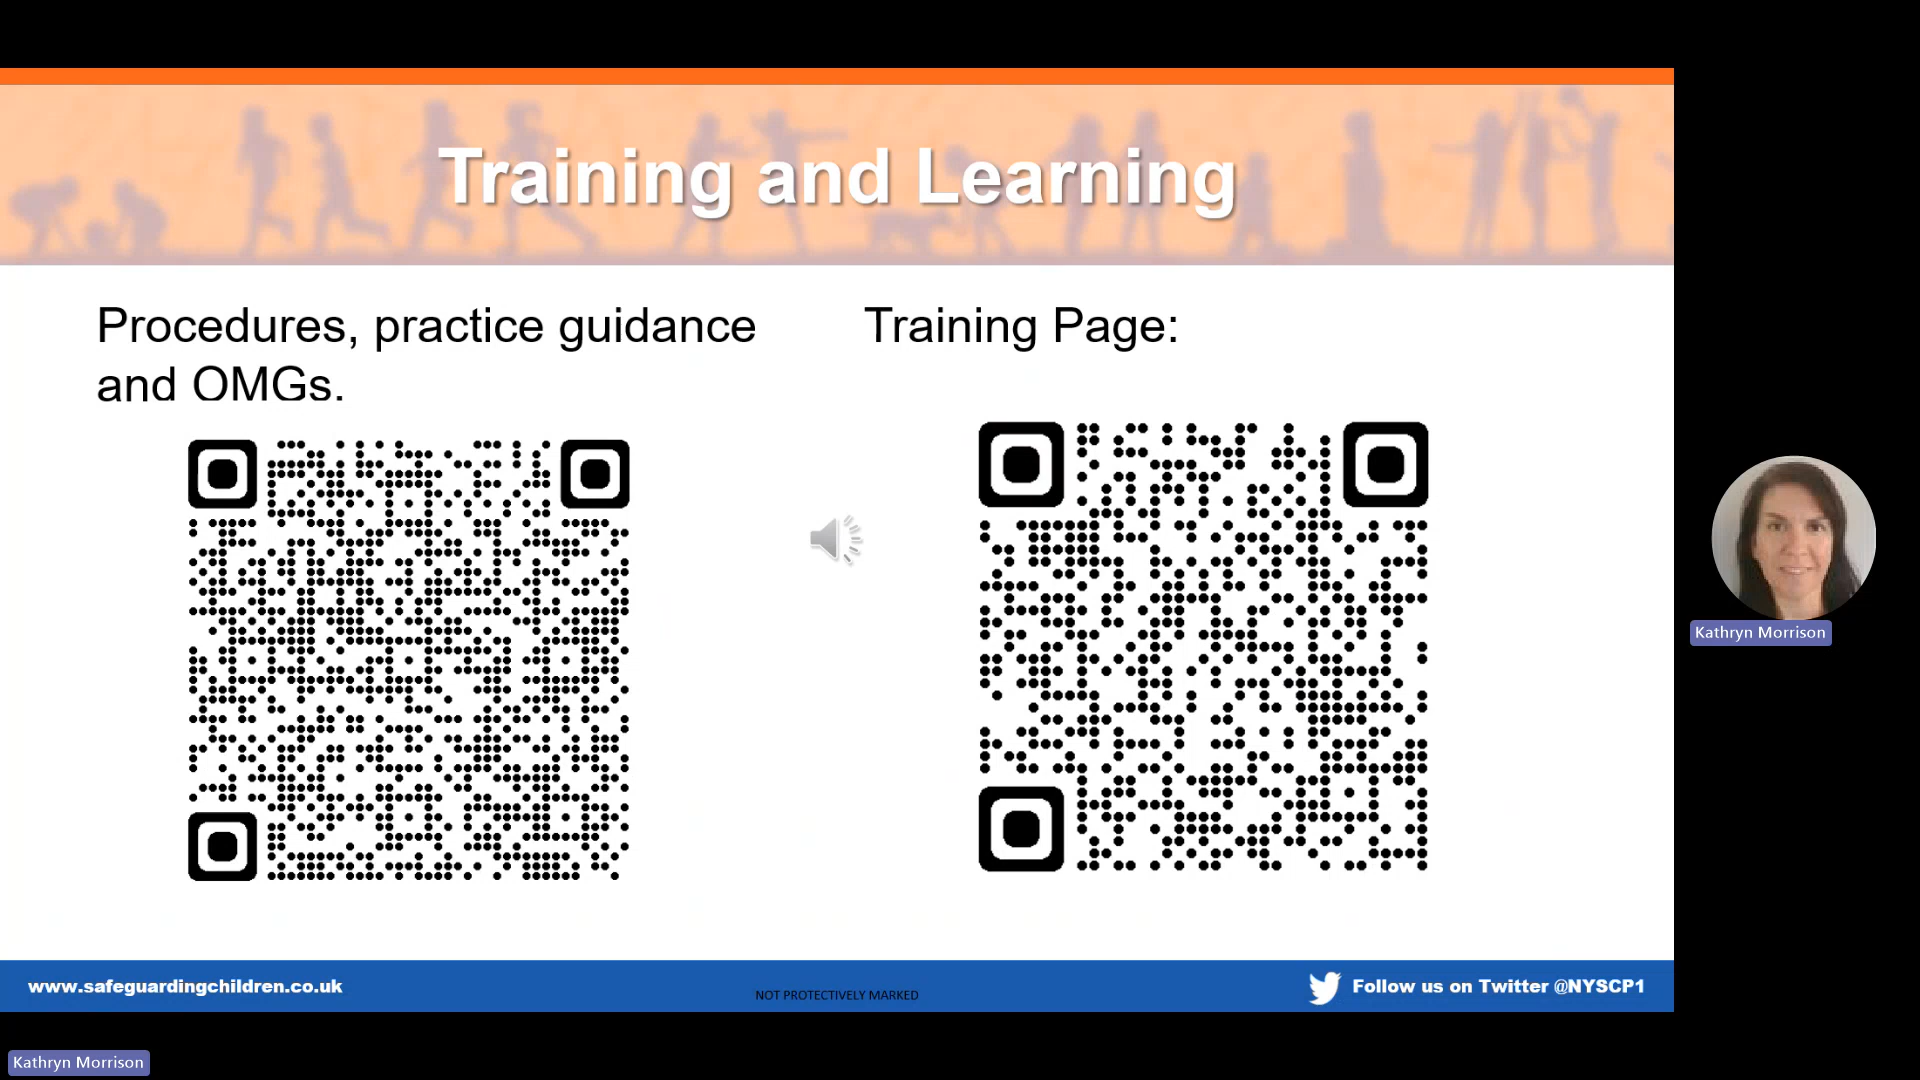 Training and Learning
Procedures, practice guidance
and OMGs.
Training Page:
Kathryn Morrison
www.safeguardingchildren.co.uk
NOT PROTECTIVELY MARKED
Follow us on Twitter @NYSCP1
Kathryn Morrison